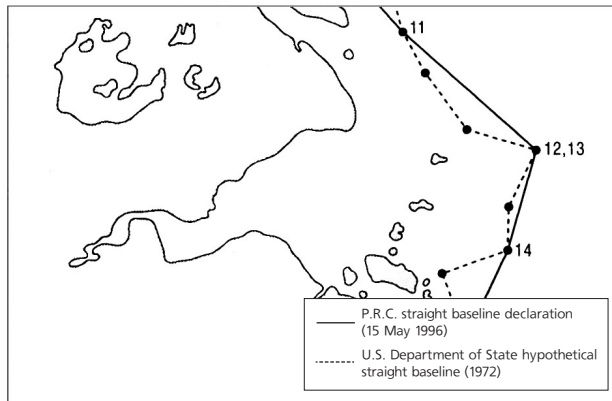 11
12,13
14
P.R.C. straight baseline declaration
(15 May 1996)
U.S. Department of State hypothetical
straight baseline (1972)